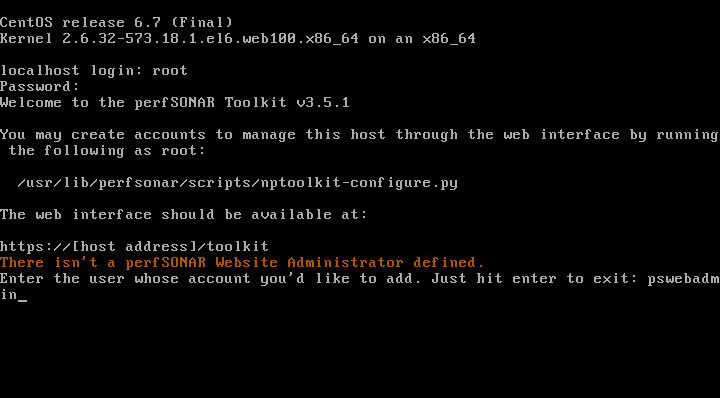 CentOS release 6.7 (Final)
Kernel 2.6.32-573.18.1.el6.web100.x86_64 on an x86_64
localhost login: root
Password:
Welcome to the perfSONAR Toolkit v3.5.1
You may create accounts to manage this host through the web interface by running
 the following as root:
  /usr/lib/perfsonar/scripts/nptoolkit-configure.py
The web interface should be available at:
https://[host address]/toolkit
There isn't a perfSONAR Website Administrator defined.
Enter the user whose account you'd like to add. Just hit enter to exit: pswebadm
in_